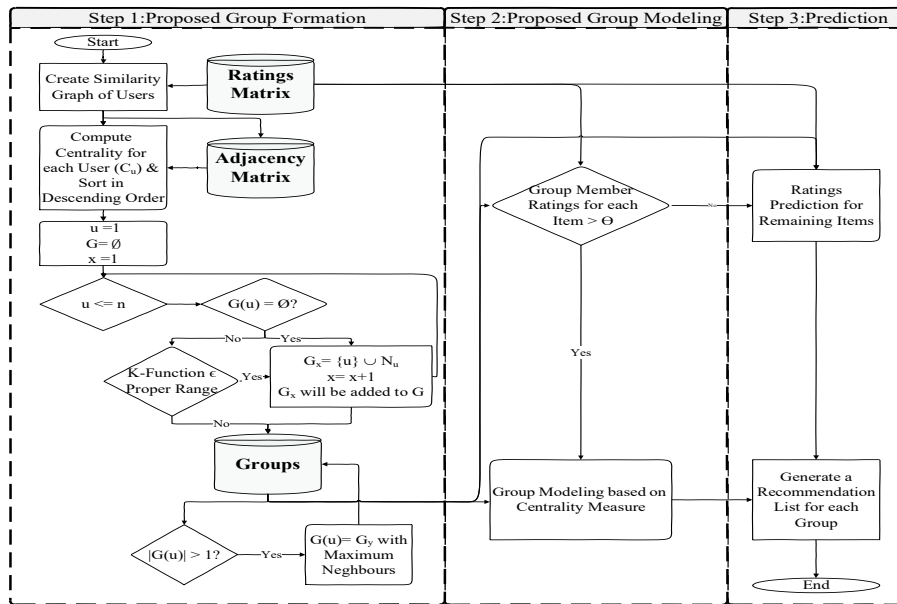 Step 1:Proposed Group Formation
Step 2:Proposed Group Modeling
Step 3:Prediction
Start
Create Similarity
Graph of Users
Ratings
Matrix
Compute
Centrality for
each User (Cu) &
Sort in
Descending Order
Adjacency
Matrix
u =1
G= Ø
x =1
u <= n
G(u) = Ø?
No
Yes
K-Function ϵ
Proper Range
Yes
Gx= {u} ∪ Nu
x= x+1
Gx will be added to G
No
Groups
|G(u)| > 1?
Yes
G(u)= Gy with
Maximum
Neghbours
Group Member
Ratings for each
Item > Θ
No
Yes
Group Modeling based on
Centrality Measure
Ratings
Prediction for
Remaining Items
Generate a
Recommendation
List for each
Group
End